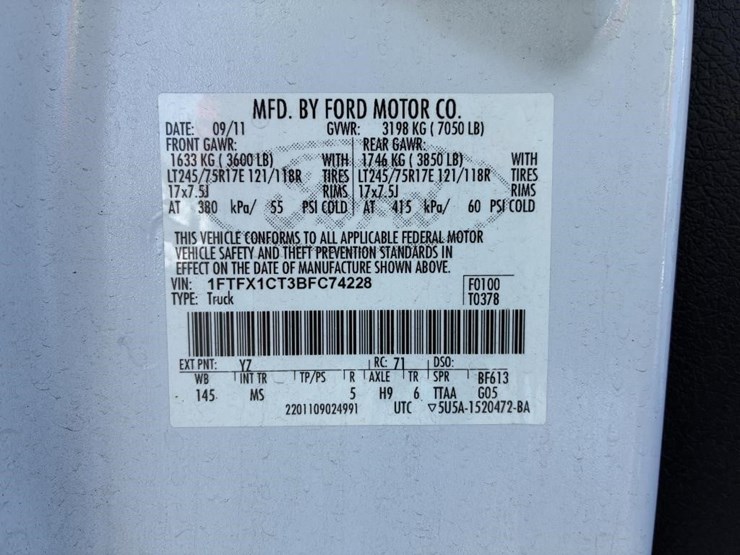 MFD. BY FORD MOTOR CO.
DATE: 09/11 GVWR: 3198 KG ( 7050 LB)
FRONT GAWR: REAR GAWR:
1633 KG ( 3600 LB) WITH 1746 KG ( 3850 LB) WITH
LT245/75R17E 121/118R TIRES LT245/75R17E 121/118R TIRES
17x7.5J RIMS 17x7.5J RIMS
AT 380 kPa/ 55 PSI COLD AT 415 kPa/ 60 PSI COLD
THIS VEHICLE CONFORMS TO ALL APPLICABLE FEDERAL MOTOR
VEHICLE SAFETY AND THEFT PREVENTION STANDARDS IN
EFFECT ON THE DATE OF MANUFACTURE SHOWN ABOVE.
VIN: 1FTFX1CT3BFC74228 F0100
TYPE: Truck T0378
EXT PNT: YZ RC: 71 DSO:
WB INT TR TP/PS R AXLE TR SPR BF613
145 MS 5 H9 6 TTAA G05
2201109024991 UTC ▽5U5A-1520472-BA